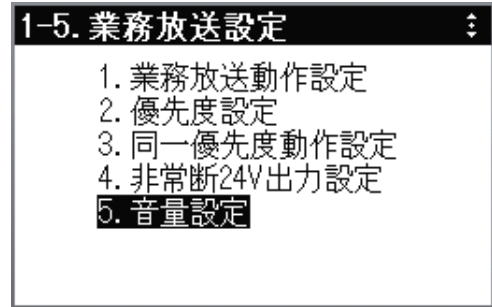 1-5.業務放送設定
1.業務放送動作設定
2.優先度設定
3.同一優先度動作設定
4.非常断24V出力設定
5.音量設定